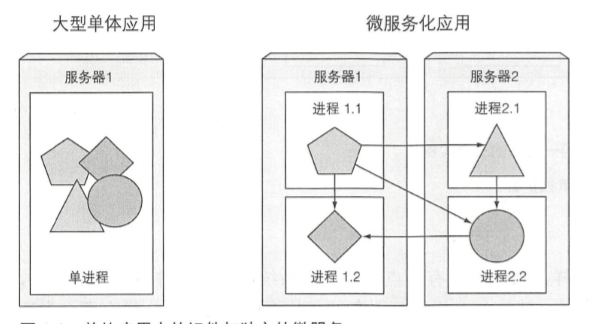 大型单体应用
微服务化应用
服务器1
单进程
服务器1
服务器2
进程 1.1
进程2.1
进程 1.2
进程2.2